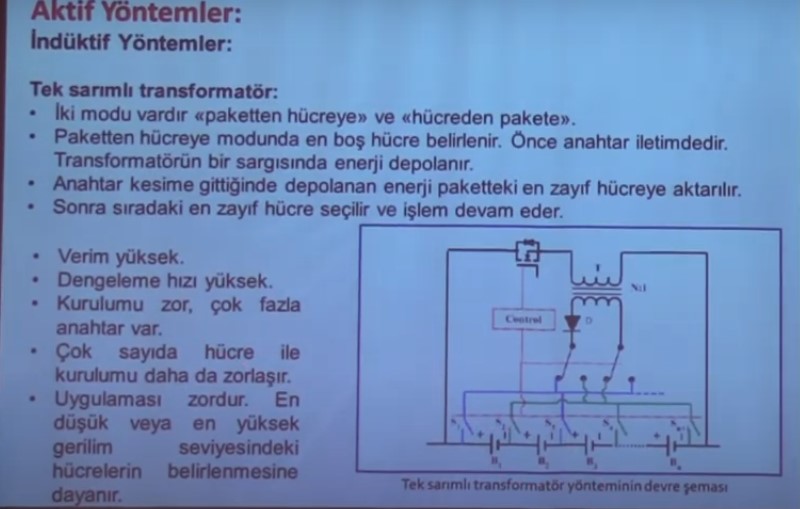 Aktif Yöntemler:
İndüktif Yöntemler:
Tek sarımlı transformatör:
• İki modu vardır «paketten hücreye» ve «hücreden pakete».
• Paketten hücreye modunda en boş hücre belirlenir. Önce anahtar iletimdedir.
Transformatörün bir sargısında enerji depolanır.
• Anahtar kesime gittiğinde depolanan enerji paketteki en zayıf hücreye aktarılır.
• Sonra sıradaki en zayıf hücre seçilir ve işlem devam eder.
• Verim yüksek.
• Dengeleme hızı yüksek.
• Kurulumu zor, çok fazla
anahtar var.
• Çok sayıda hücre ile
kurulumu daha da zorlaşır.
• Uygulaması zordur. En
düşük veya en yüksek
gerilim seviyesindeki
hücrelerin belirlenmesine
dayanır.
T
N:1
Control
D
B₁ B₂ B₃ Bₙ
Tek sarımlı transformatör yönteminin devre şeması